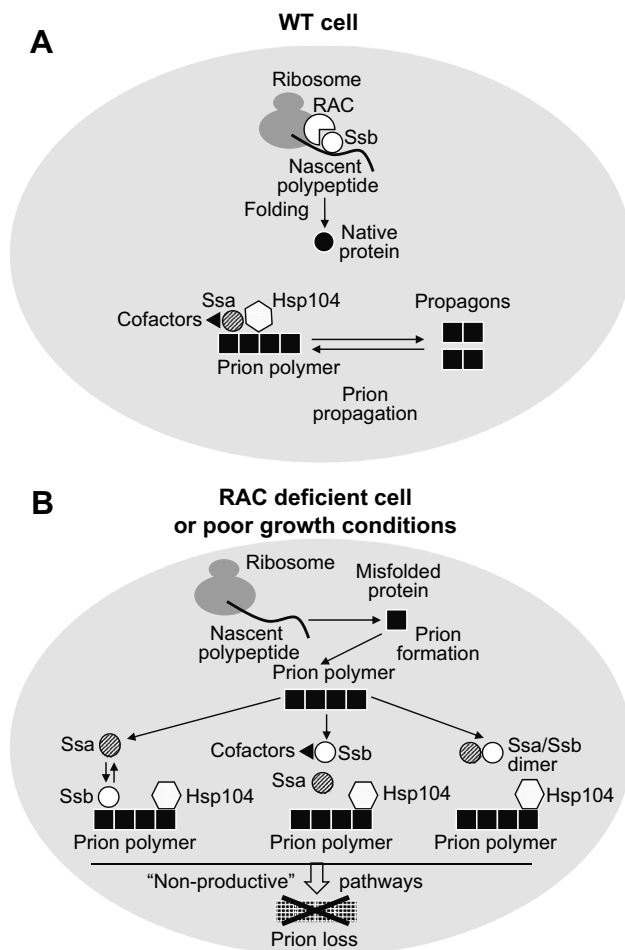 A
WT cell
Ribosome
RAC
Ssb
Nascent
polypeptide
Folding
Native
protein
Ssa
Hsp104
Cofactors
Prion polymer
Propagons
Prion
propagation
B
RAC deficient cell
or poor growth conditions
Ribosome
Misfolded
protein
Nascent
polypeptide
Prion
formation
Prion polymer
Ssa
Ssb
Hsp104
Prion polymer
Cofactors
Ssb
Ssa
Hsp104
Prion polymer
Ssa/Ssb
dimer
Hsp104
Prion polymer
“Non-productive” pathways
Prion loss